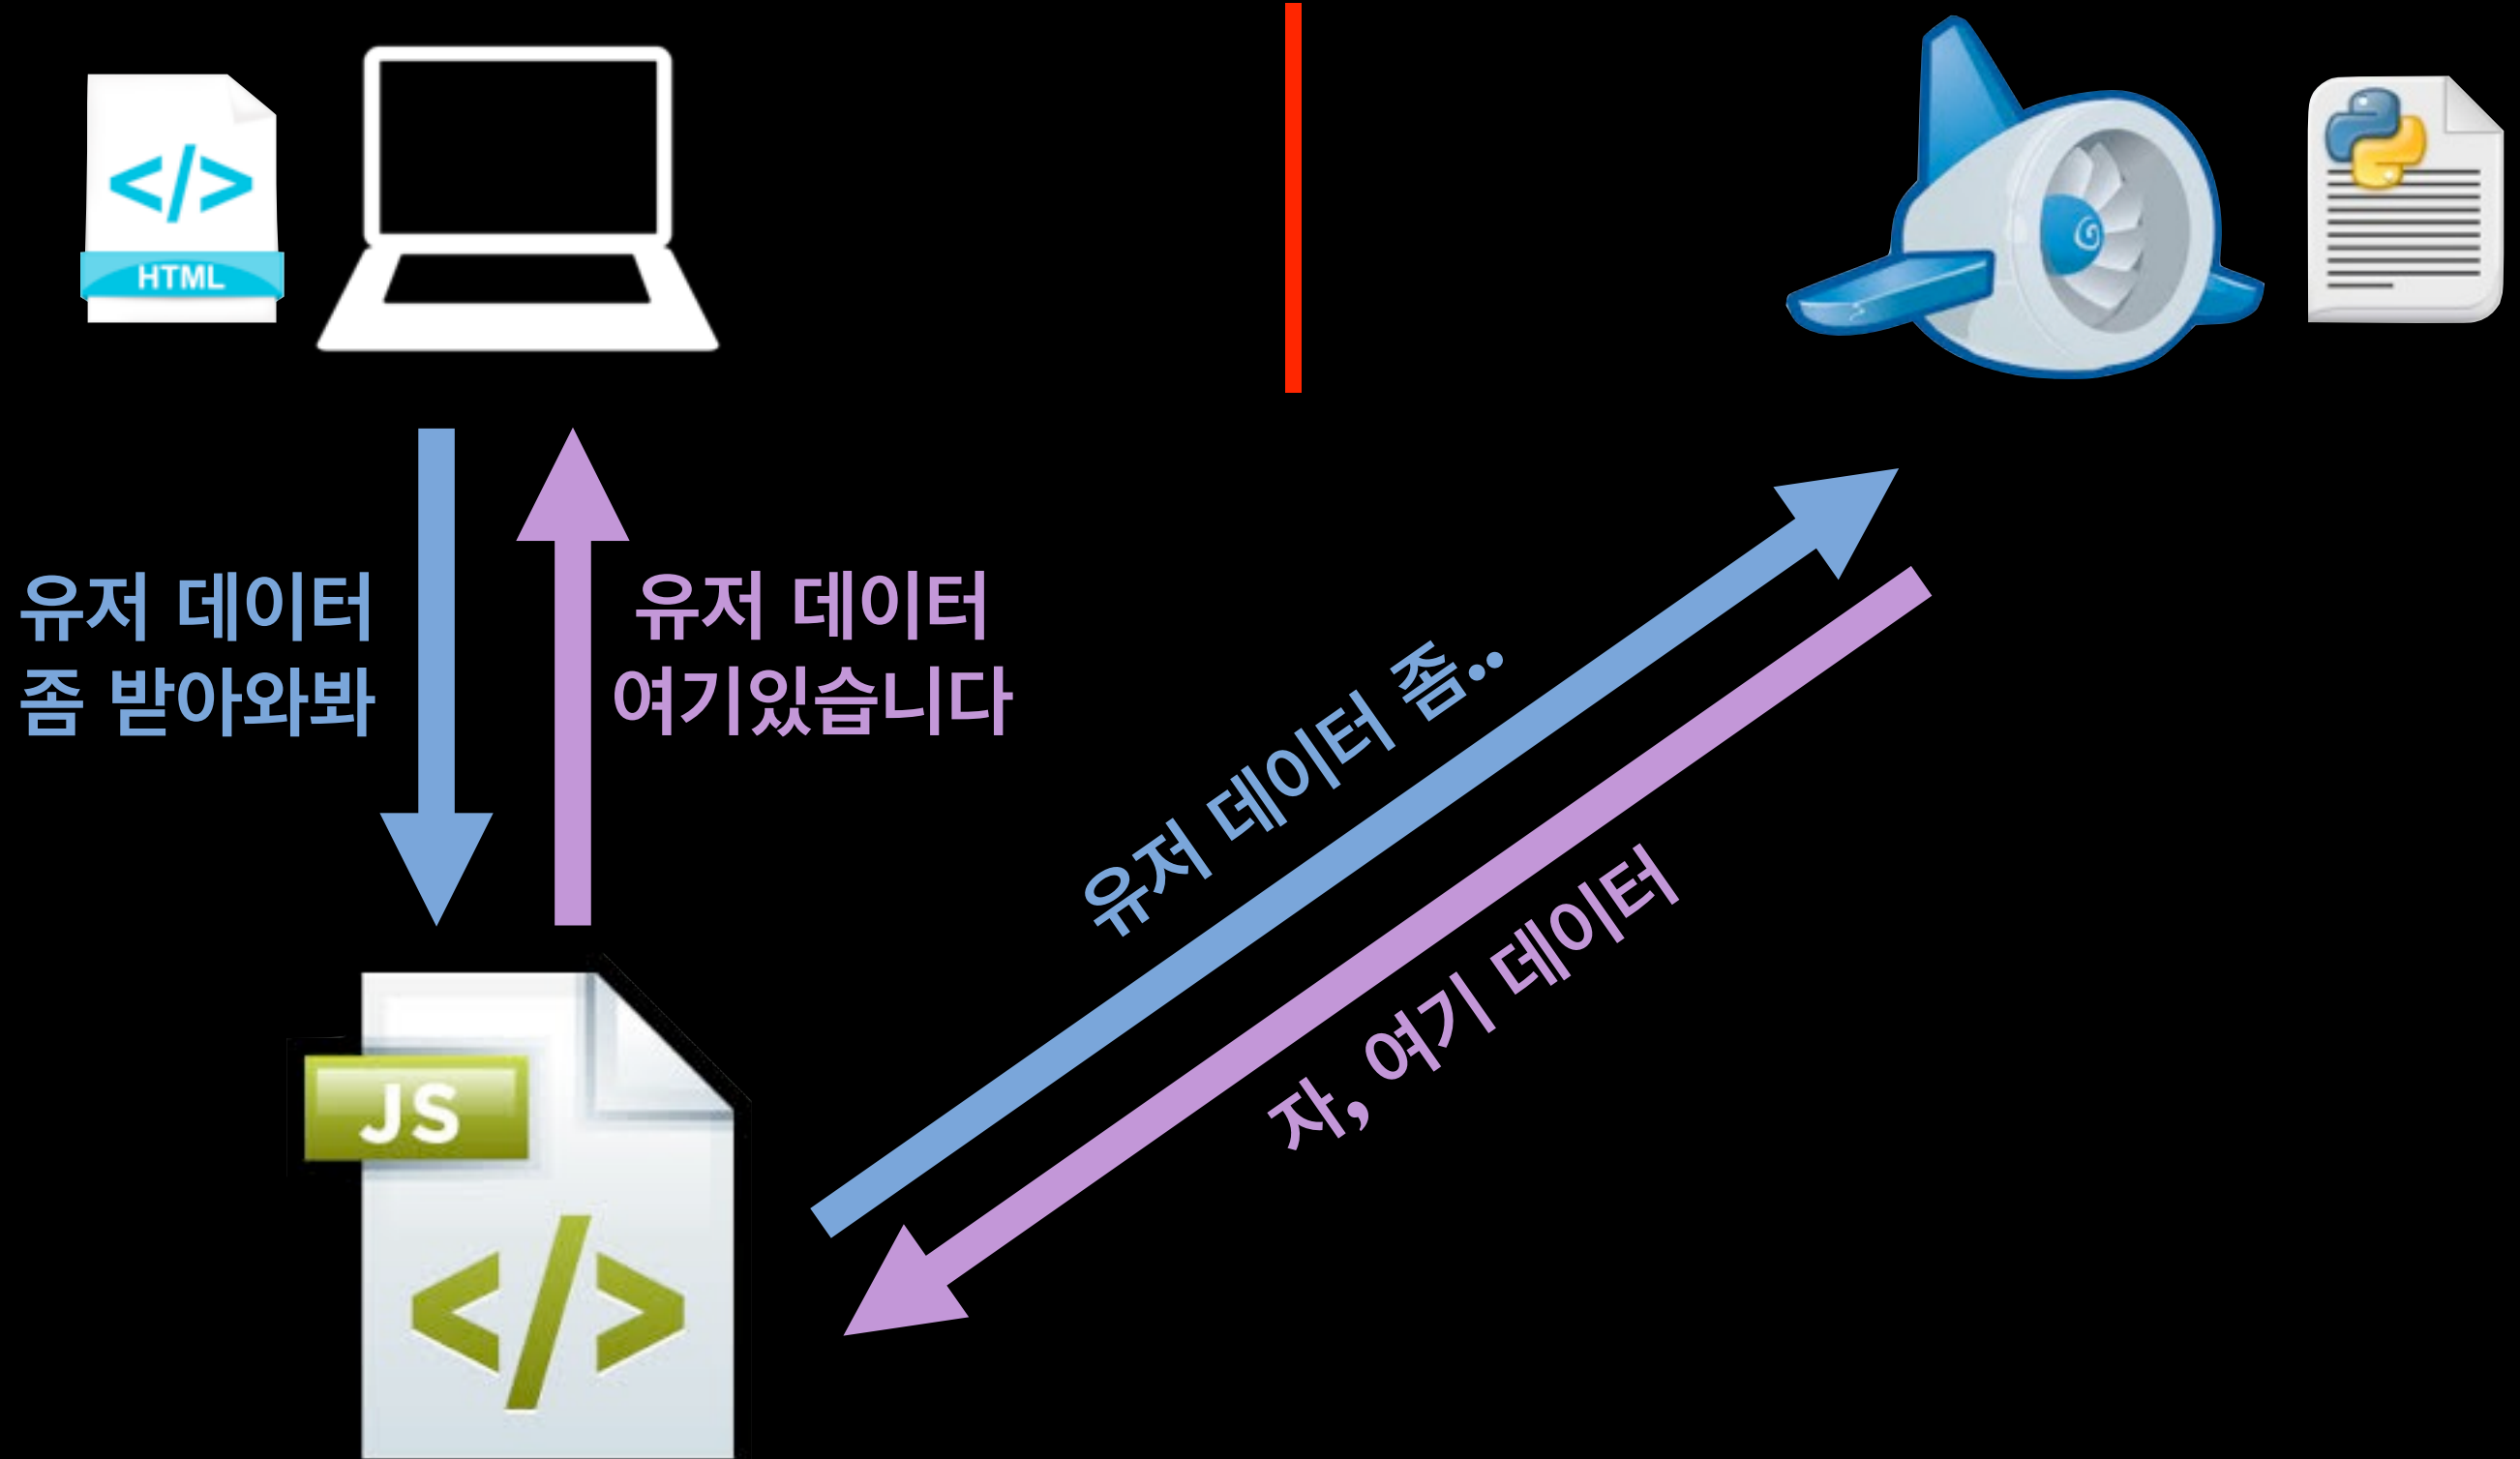 HTML
유저 데이터
좀 받아와봐
유저 데이터
여기있습니다
유저 데이터 좀..
자, 여기 데이터
JS